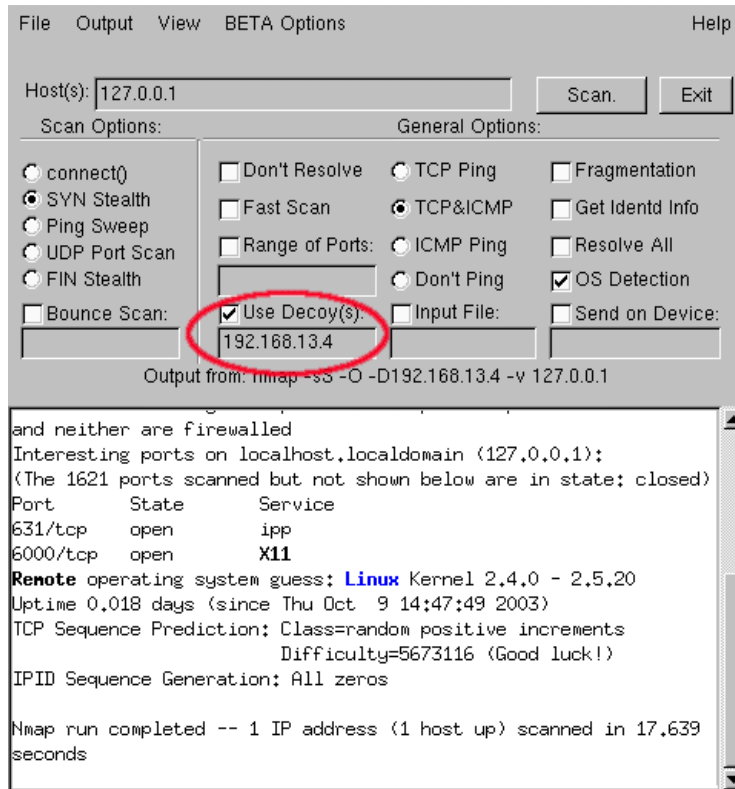 File Output View BETA Options Help
Host(s): 127.0.0.1 Scan. Exit
Scan Options: General Options:
connect() Don't Resolve TCP Ping Fragmentation
SYN Stealth Fast Scan TCP&ICMP Get Identd Info
Ping Sweep Range of Ports: ICMP Ping Resolve All
UDP Port Scan Don't Ping OS Detection
FIN Stealth
Bounce Scan: Use Decoy(s): Input File: Send on Device:
192.168.13.4
Output from: nmap -sS -O -D192.168.13.4 -v 127.0.0.1
and neither are firewalled
Interesting ports on localhost.localdomain (127.0.0.1):
(The 1621 ports scanned but not shown below are in state: closed)
Port State Service
631/tcp open ipp
6000/tcp open X11
Remote operating system guess: Linux Kernel 2.4.0 - 2.5.20
Uptime 0.018 days (since Thu Oct 9 14:47:49 2003)
TCP Sequence Prediction: Class=random positive increments
Difficulty=5673116 (Good luck!)
IPID Sequence Generation: All zeros
Nmap run completed -- 1 IP address (1 host up) scanned in 17.639
seconds